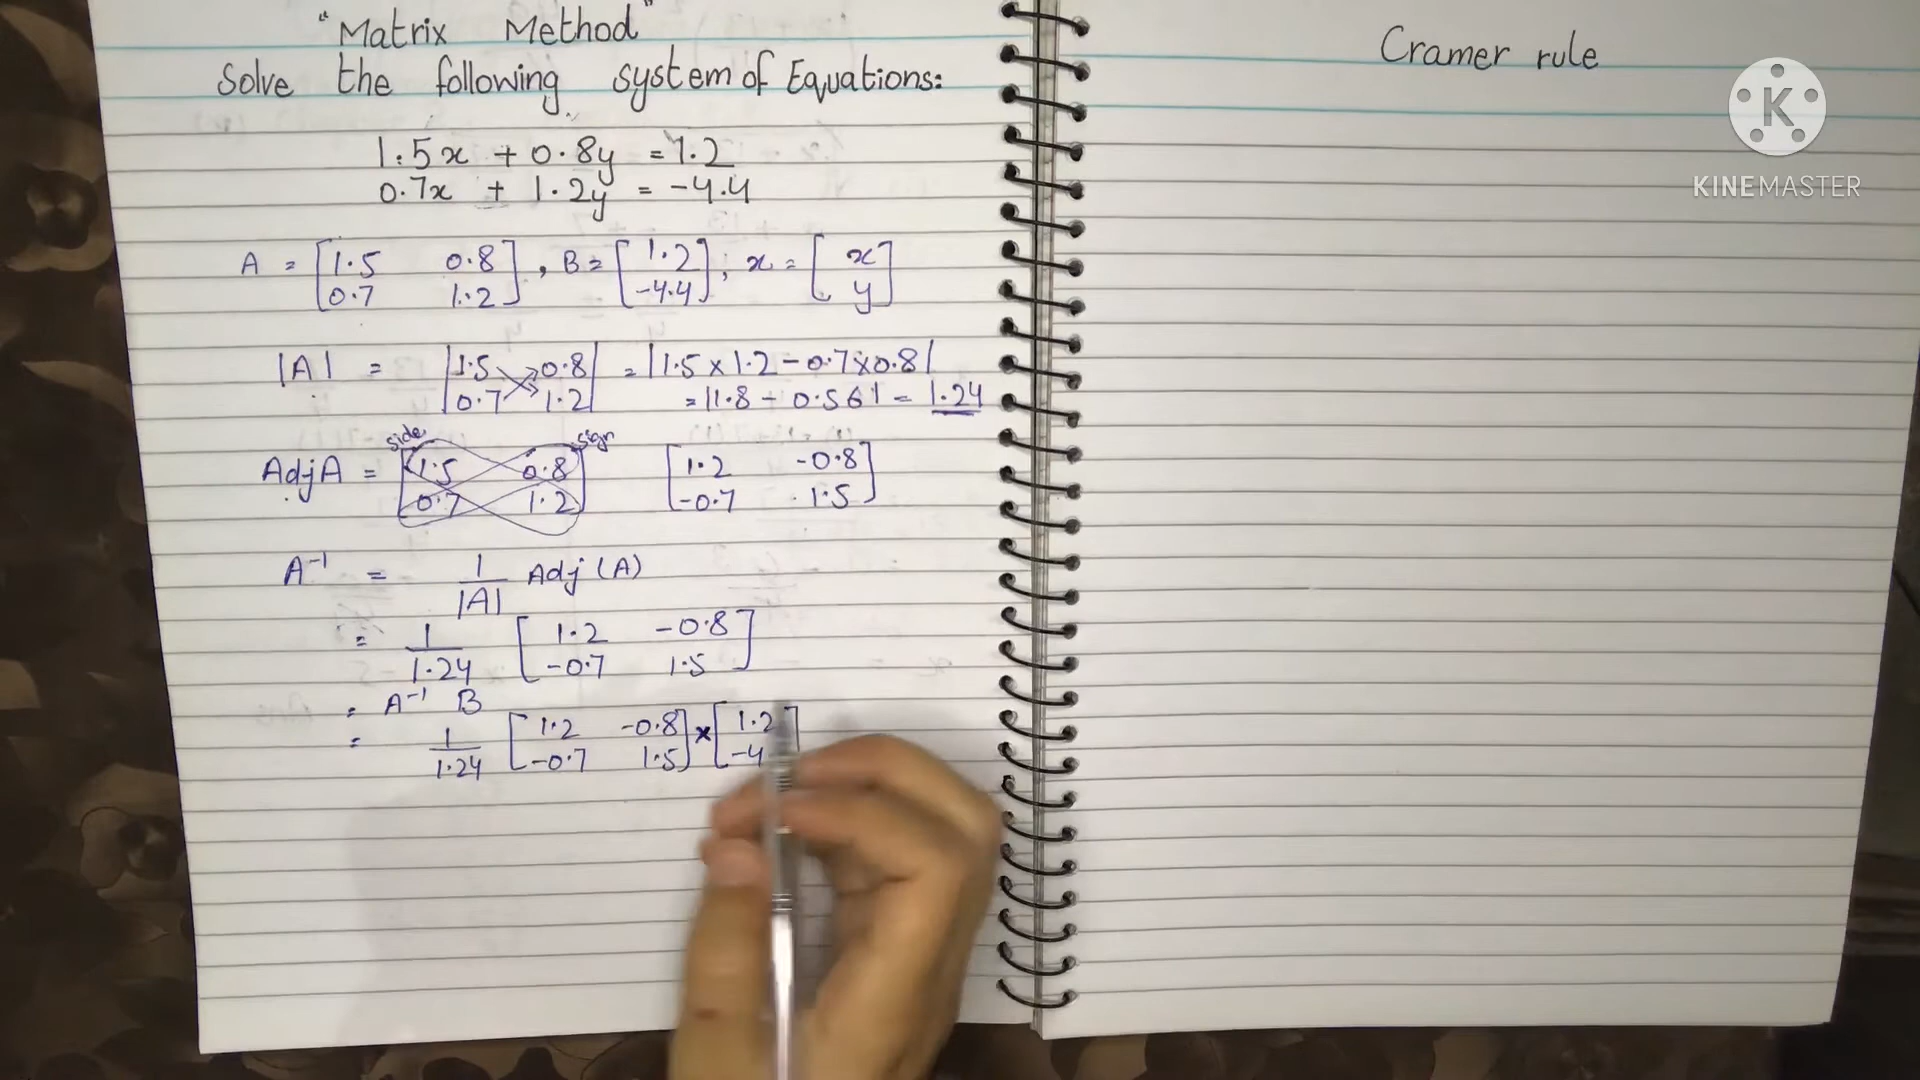 "Matrix Method"
Solve the following system of Equations:
1.5x + 0.8y = 1.2
0.7x + 1.2y = -4.4
A = [1.5 0.8
0.7 1.2], B = [1.2
-4.4], x = [x
y]
|A| = |1.5 0.8
0.7 1.2| = |1.5 × 1.2 - 0.7 × 0.8|
= |1.8 - 0.56| = 1.24
side sign
Adj A = [1.5 0.8
0.7 1.2] [1.2 -0.8
-0.7 1.5]
A⁻¹ = 1/|A| Adj (A)
= 1/1.24 [1.2 -0.8
-0.7 1.5]
= A⁻¹ B
= 1/1.24 [1.2 -0.8
-0.7 1.5] × [1.2
-4
Cramer rule
KINEMASTER